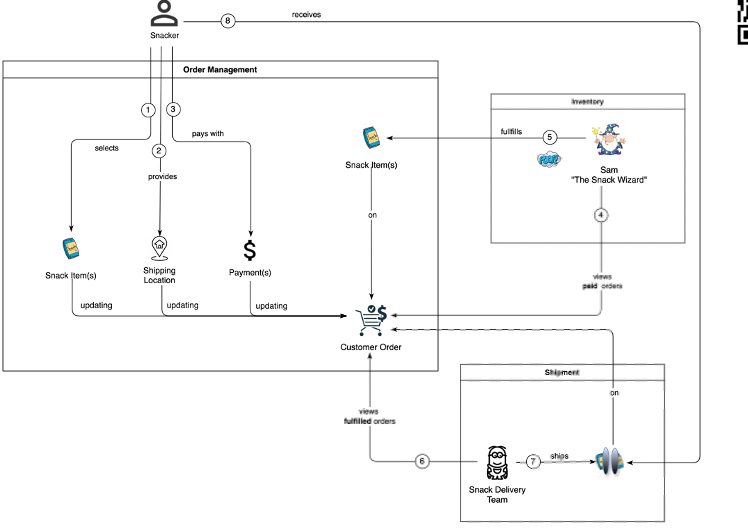 receives
8
Snacker
Order Management
1
3
2
selects
pays with
provides
Snack Item(s)
on
Inventory
fullfills
5
Sam
"The Snack Wizard"
4
Snack Item(s)
Shipping
Location
Payment(s)
updating
updating
updating
views
paid orders
Customer Order
Shipment
on
views
fulfilled orders
6
7
ships
Snack Delivery
Team